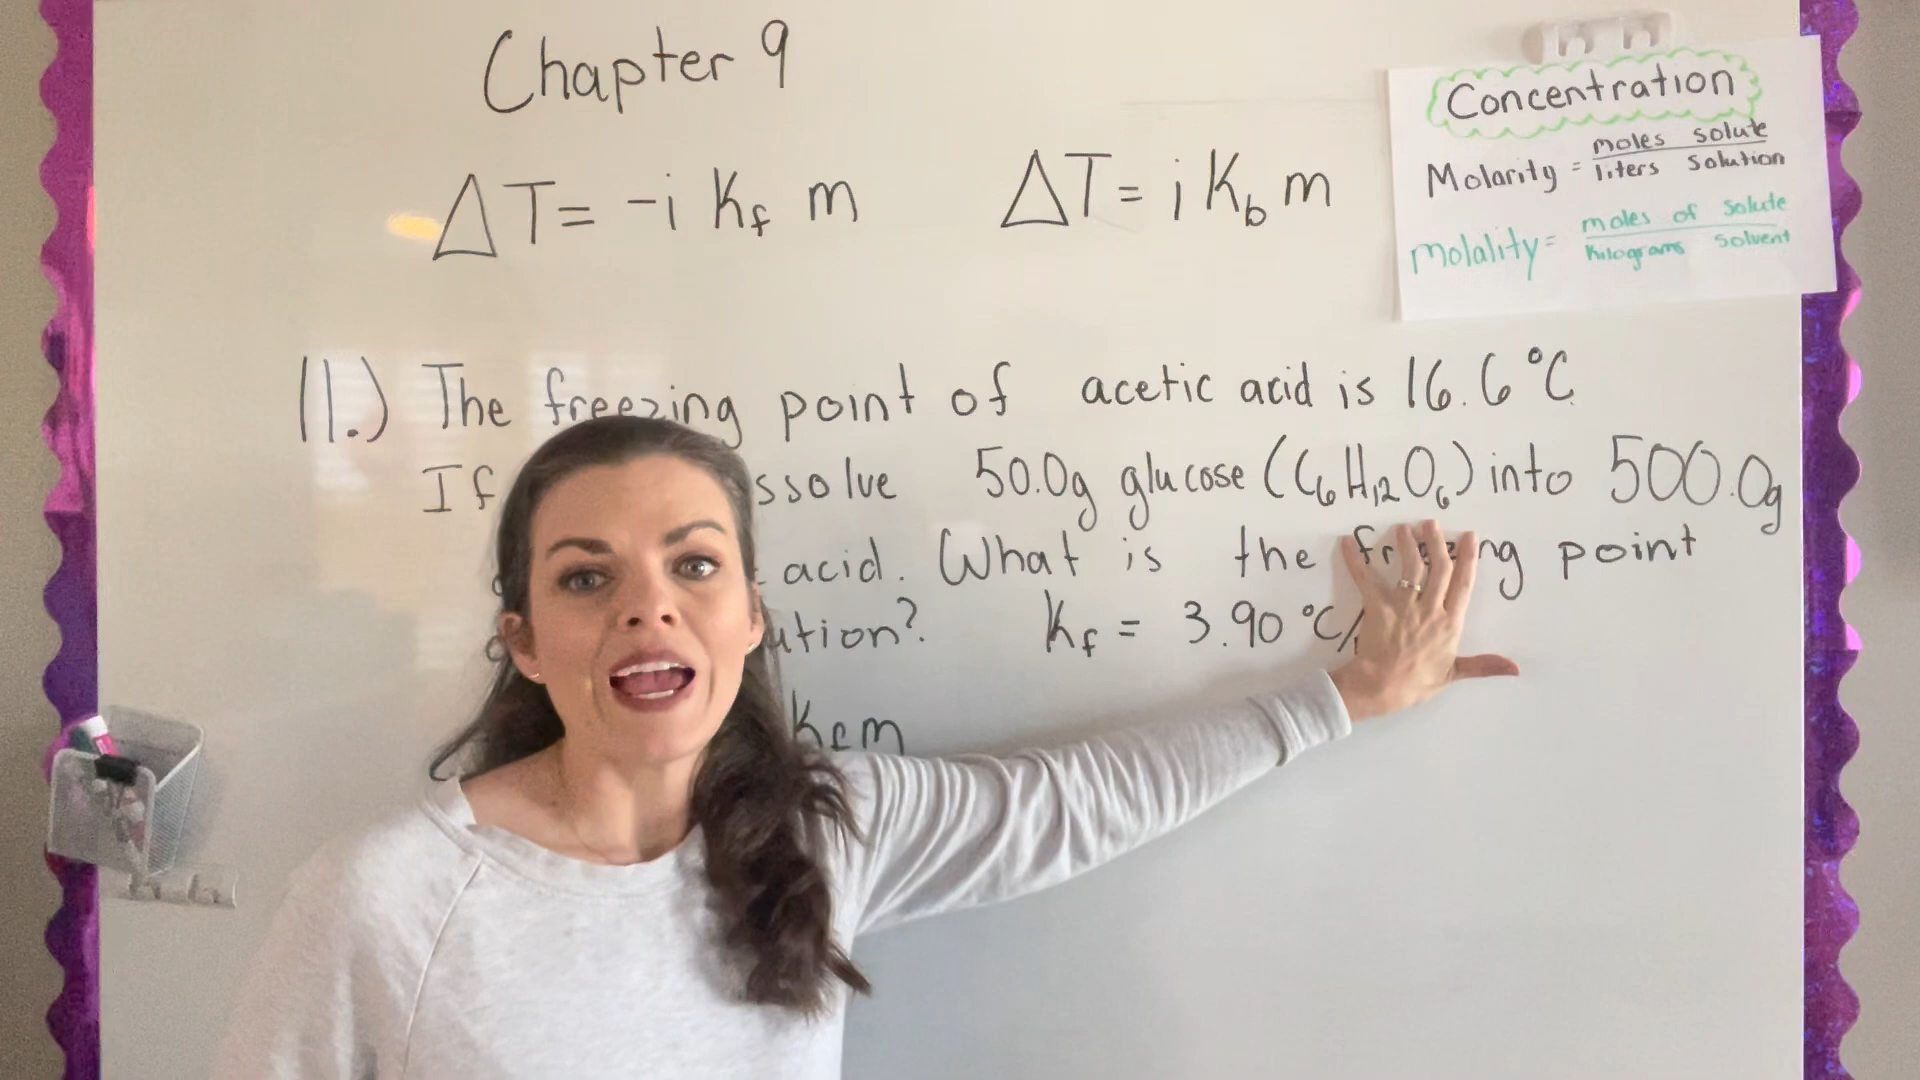 Chapter 9
ΔT = -i Kf m
ΔT = i Kb m
Concentration
Molarity = moles solute / liters solution
molality = moles of solute / kilograms solvent
11.) The freezing point of acetic acid is 16.6 °C
If ssolve 50.0g glucose (C6H12O6) into 500.0g
acid. What is the freezing point
ution? Kf = 3.90 °C/
Kfm